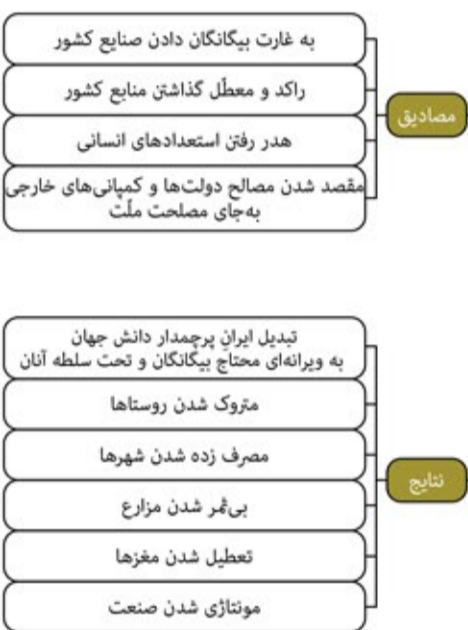 مصادیق
به غارت بیگانگان دادن صنایع کشور
راکد و معطّل گذاشتن منابع کشور
هدر رفتن استعدادهای انسانی
مقصد شدن مصالح دولت‌ها و کمپانی‌های خارجی
به‌جای مصلحت ملّت
نتایج
تبدیل ایرانِ پرچمدار دانش جهان
به ویرانه‌ای محتاج بیگانگان و تحت سلطه آنان
متروک شدن روستاها
مصرف زده شدن شهرها
بی‌ثمر شدن مزارع
تعطیل شدن مغزها
مونتاژی شدن صنعت